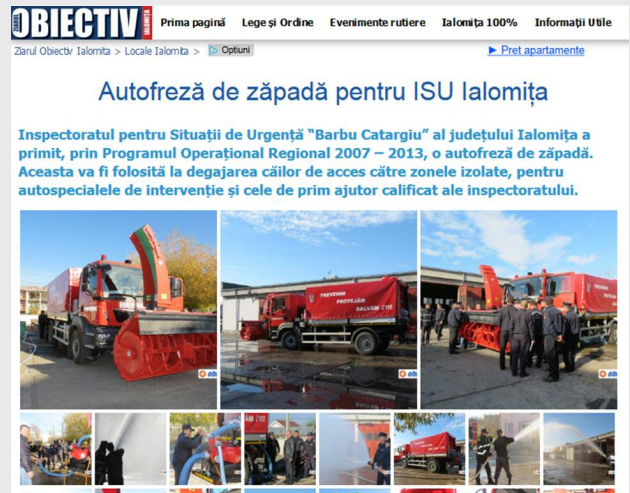 ZIARUL OBIECTIV IALOMIȚA Prima pagină Lege și Ordine Evenimente rutiere Ialomița 100% Informații Utile
Ziarul Obiectiv Ialomita > Locale Ialomita > Optiuni Pret apartamente
Autofreză de zăpadă pentru ISU Ialomița
Inspectoratul pentru Situații de Urgență “Barbu Catargiu” al județului Ialomița a
primit, prin Programul Operațional Regional 2007 – 2013, o autofreză de zăpadă.
Aceasta va fi folosită la degajarea căilor de acces către zonele izolate, pentru
autospecialele de intervenție și cele de prim ajutor calificat ale inspectoratului.
PREVENIM
PROTEJĂM
SALVĂM